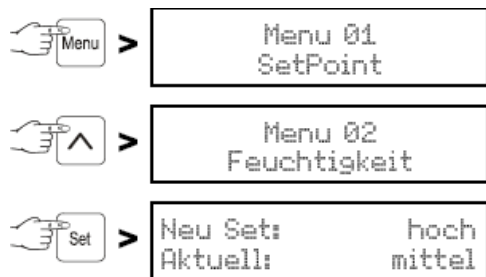 Menu
>
Menu 01
SetPoint
>
Menu 02
Feuchtigkeit
Set
>
Neu Set: hoch
Aktuell: mittel